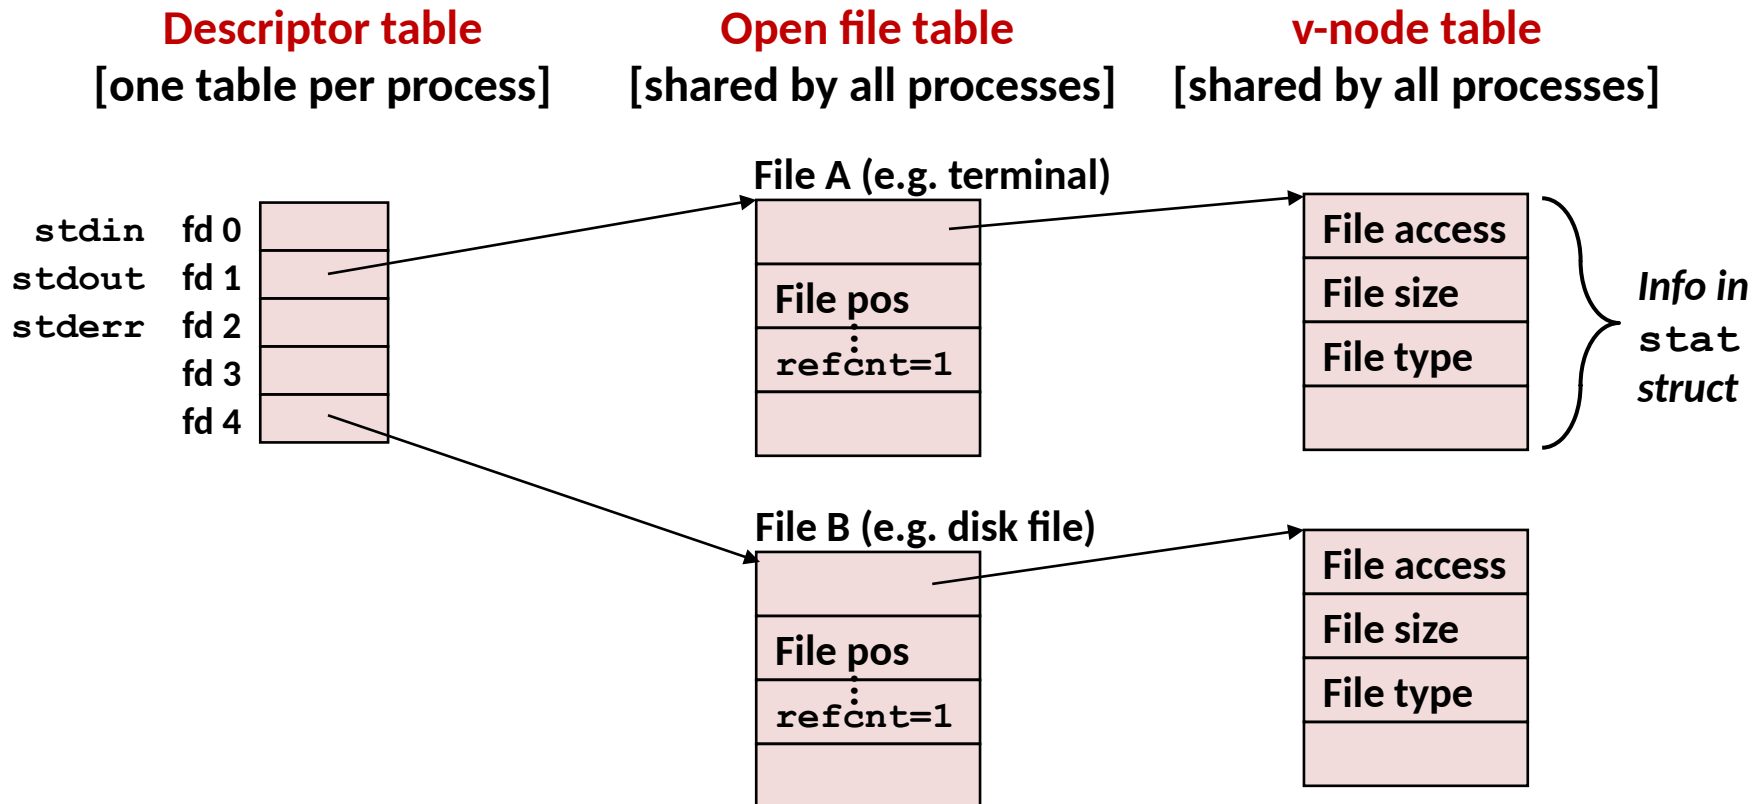 Descriptor table
[one table per process]
Open file table
[shared by all processes]
v-node table
[shared by all processes]
stdin fd 0
stdout fd 1
stderr fd 2
fd 3
fd 4
File A (e.g. terminal)
File pos
refcnt=1
File access
File size
File type
Info in
stat
struct
File B (e.g. disk file)
File pos
refcnt=1
File access
File size
File type